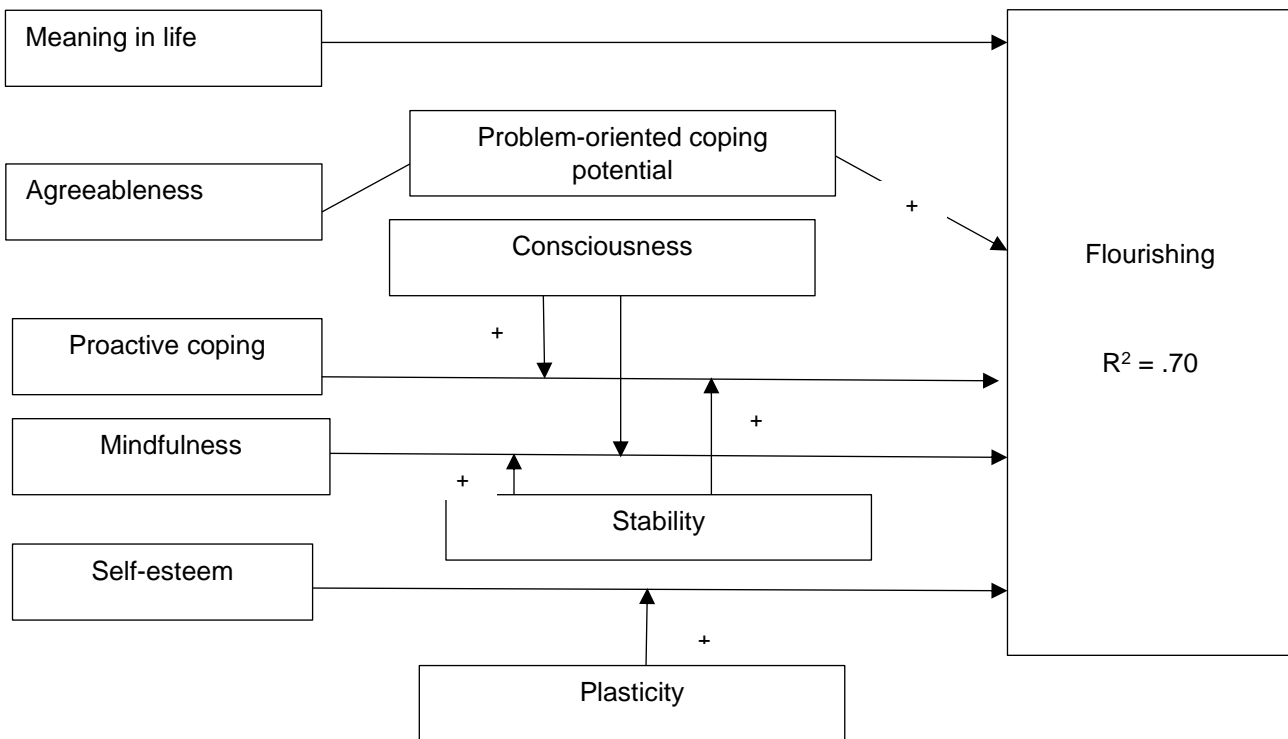 Meaning in life
Problem-oriented coping
potential
Agreeableness
+
Consciousness
Flourishing
+
Proactive coping
R² = .70
+
Mindfulness
+
Stability
Self-esteem
+
Plasticity